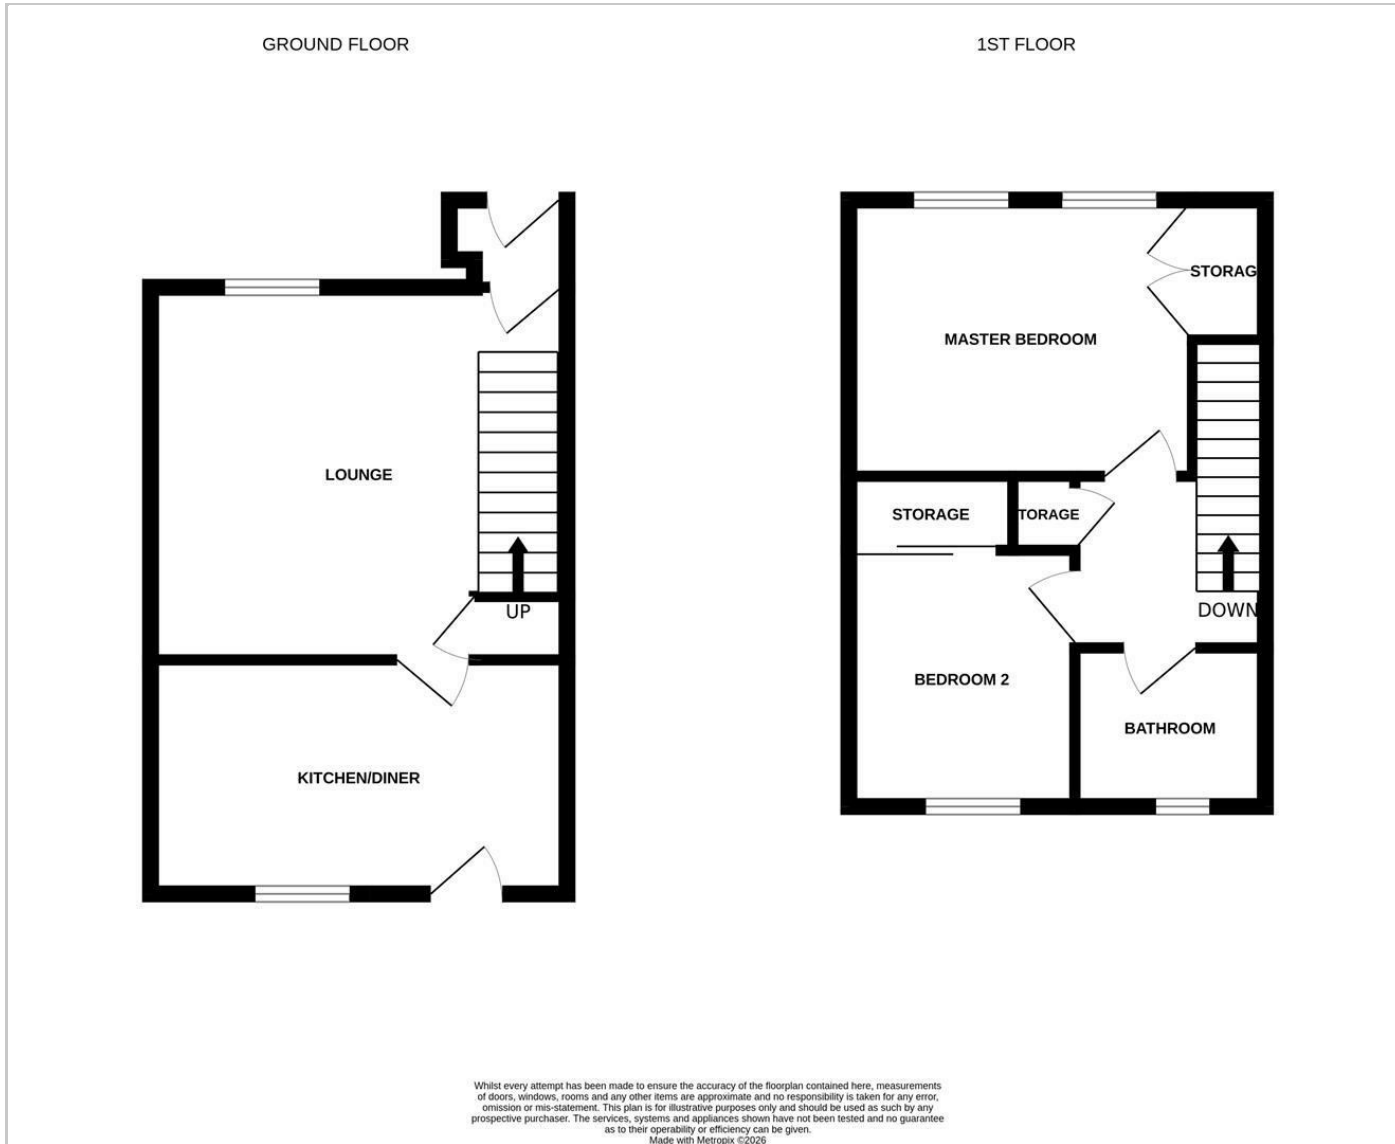 GROUND FLOOR
1ST FLOOR
LOUNGE
UP
KITCHEN/DINER
STORAG
MASTER BEDROOM
STORAGE
TORAGE
DOWN
BEDROOM 2
BATHROOM
Whilst every attempt has been made to ensure the accuracy of the floorplan contained here, measurements
of doors, windows, rooms and any other items are approximate and no responsibility is taken for any error,
omission or mis-statement. This plan is for illustrative purposes only and should be used as such by any
prospective purchaser. The services, systems and appliances shown have not been tested and no guarantee
as to their operability or efficiency can be given.
Made with Metropix ©2026